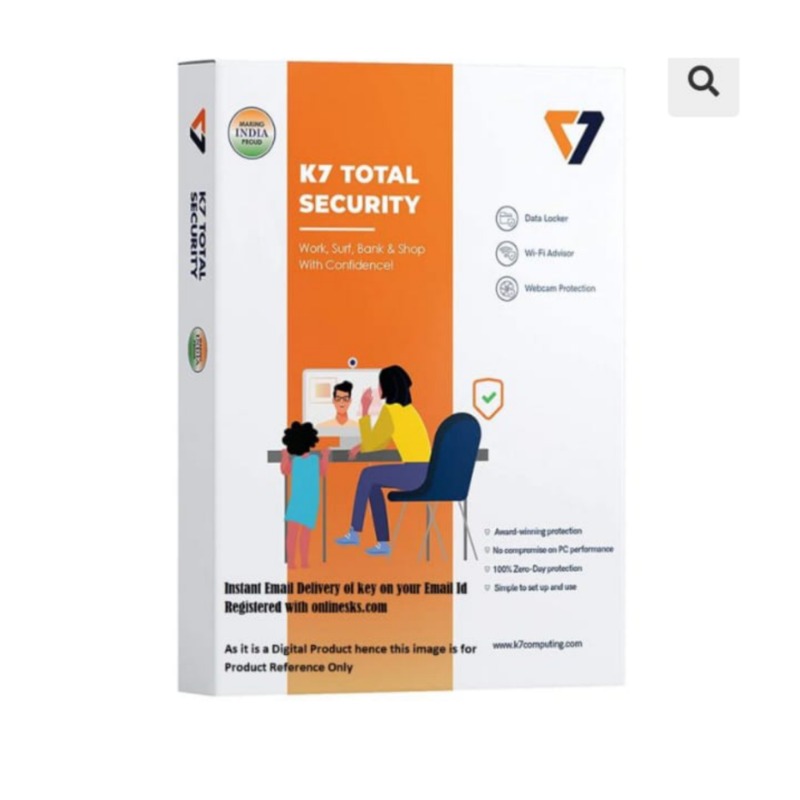 MAKING
INDIA
PROUD
K7 TOTAL
SECURITY
Work, Surf, Bank & Shop
With Confidence!
Data Locker
Wi-Fi Advisor
Webcam Protection
K7 TOTAL
SECURITY
Award-winning protection
No compromise on PC performance
100% Zero-Day protection
Simple to set up and use
Instant Email Delivery of key on your Email Id
Registered with onlinesks.com
As it is a Digital Product hence this image is for
Product Reference Only
www.k7computing.com